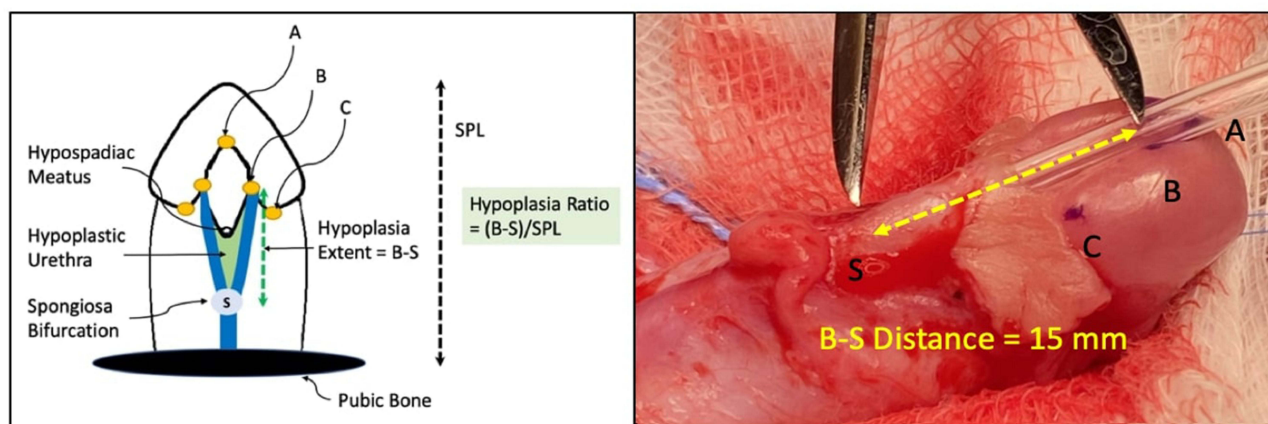 A
B
C
SPL
Hypospadiac
Meatus
Hypoplasia Ratio
= (B-S)/SPL
Hypoplastic
Urethra
Hypoplasia
Extent = B-S
Spongiosa
Bifurcation
S
Pubic Bone
A
B
C
S
B-S Distance = 15 mm